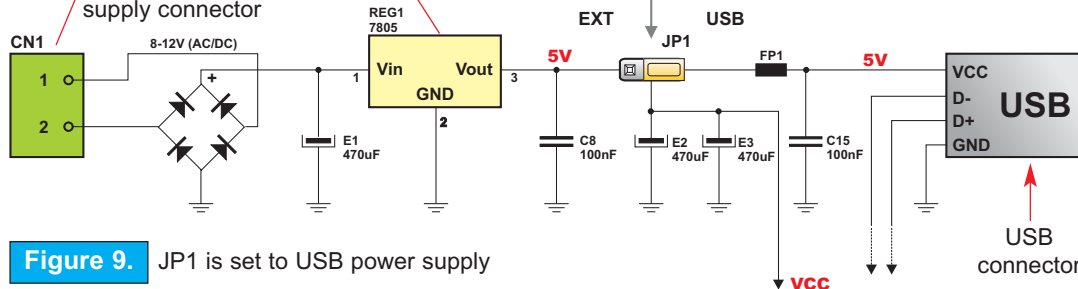 supply connector
CN1
8-12V (AC/DC)
1
2
+
REG1
7805
1
Vin
Vout
GND
3
2
E1
470uF
5V
C8
100nF
EXT
USB
JP1
E2
470uF
E3
470uF
FP1
C15
100nF
5V
VCC
D-
D+
GND
USB
USB
connector
VCC
Figure 9. JP1 is set to USB power supply